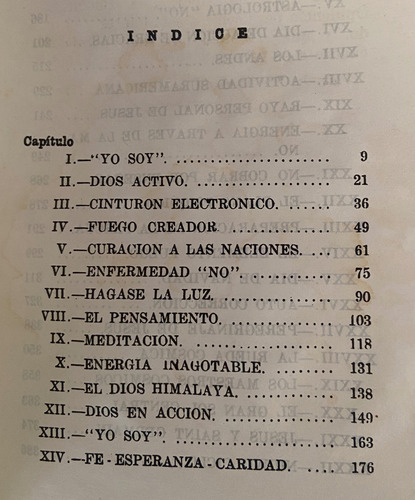 INDICE
Capítulo
I.—"YO SOY". .................... 9
II.—DIOS ACTIVO. ................ 21
III.—CINTURON ELECTRONICO. ...... 36
IV.—FUEGO CREADOR .............. 49
V.—CURACION A LAS NACIONES. .... 61
VI.—ENFERMEDAD "NO". ............ 75
VII.—HAGASE LA LUZ. .............. 90
VIII.—EL PENSAMIENTO. ............ 103
IX.—MEDITACION. ................ 118
X.—ENERGIA INAGOTABLE. ........ 131
XI.—EL DIOS HIMALAYA. .......... 138
XII.—DIOS EN ACCION. ............ 149
XIII.—"YO SOY". .................. 163
XIV.—FE - ESPERANZA - CARIDAD. .... 176